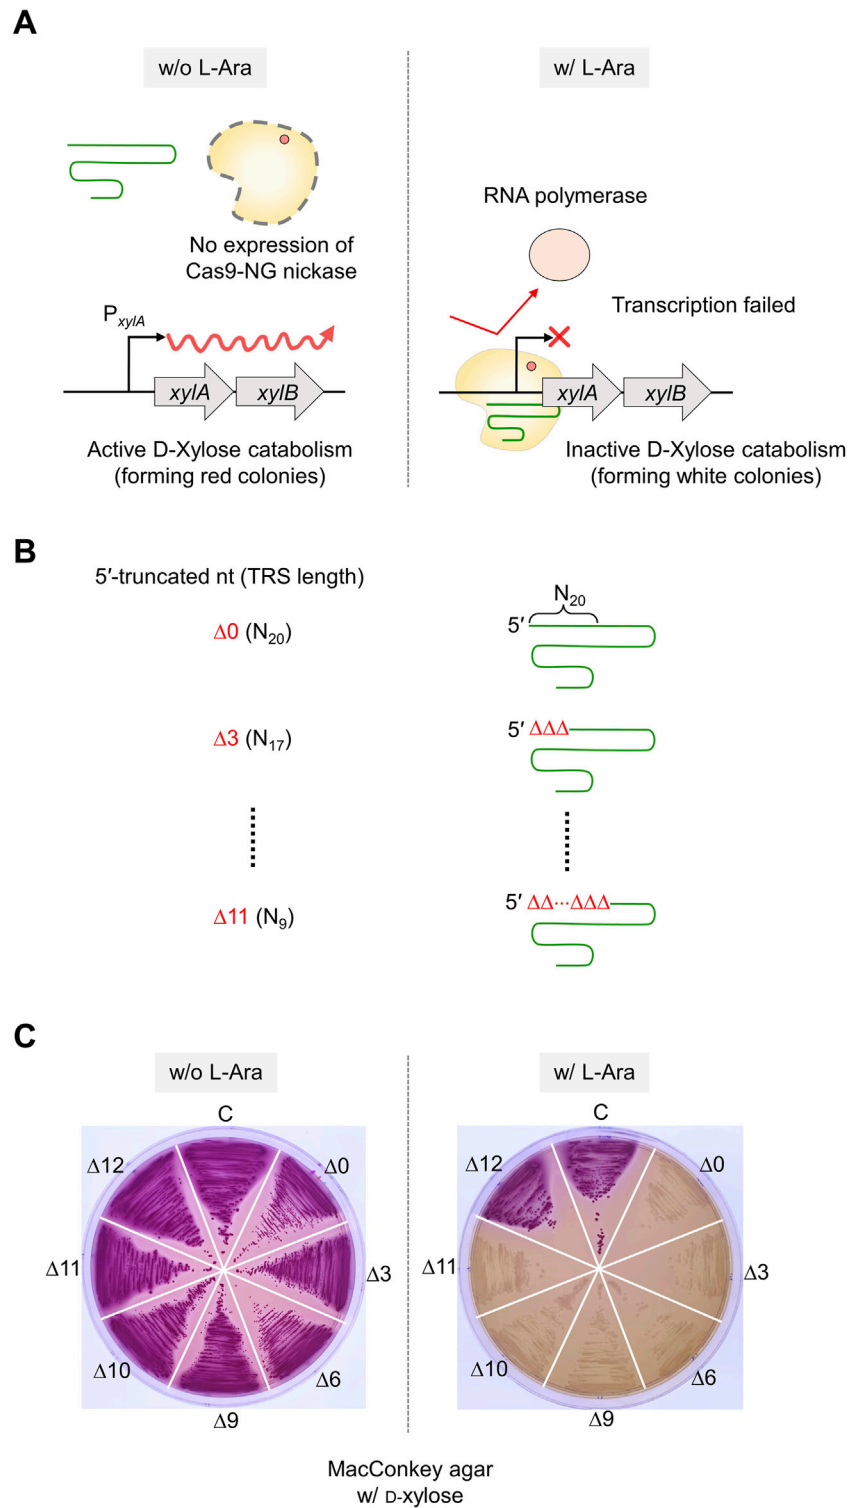 A
w/o L-Ara
w/ L-Ara
RNA polymerase
No expression of
Cas9-NG nickase
Transcription failed
PxylA
xylA
xylB
xylA
xylB
Active D-Xylose catabolism
(forming red colonies)
Inactive D-Xylose catabolism
(forming white colonies)
B
5′-truncated nt (TRS length)
N20
Δ0 (N20)
5′
Δ3 (N17)
5′ ΔΔΔ
Δ11 (N9)
5′ ΔΔ···ΔΔΔ
C
w/o L-Ara
w/ L-Ara
C
Δ0
Δ3
Δ6
Δ9
Δ10
Δ11
Δ12
C
Δ0
Δ3
Δ6
Δ9
Δ10
Δ11
Δ12
MacConkey agar
w/ D-xylose